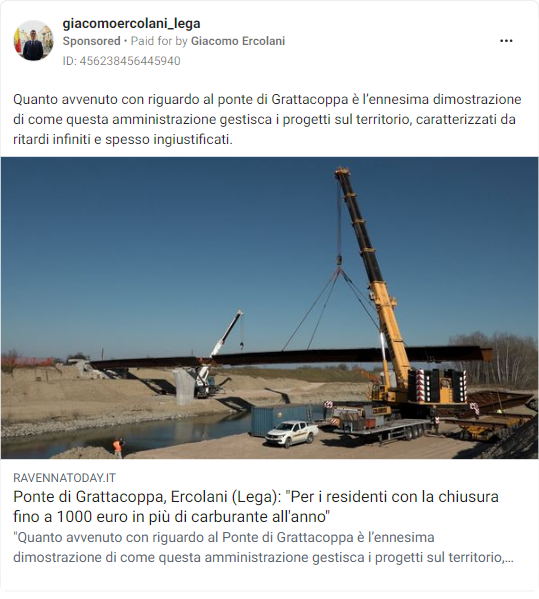 giacomoercolani_lega
Sponsored • Paid for by Giacomo Ercolani
ID: 456238456445940
Quanto avvenuto con riguardo al ponte di Grattacoppa è l’ennesima dimostrazione
di come questa amministrazione gestisca i progetti sul territorio, caratterizzati da
ritardi infiniti e spesso ingiustificati.
RAVENNATODAY.IT
Ponte di Grattacoppa, Ercolani (Lega): "Per i residenti con la chiusura
fino a 1000 euro in più di carburante all'anno"
"Quanto avvenuto con riguardo al Ponte di Grattacoppa è l’ennesima
dimostrazione di come questa amministrazione gestisca i progetti sul territorio,...